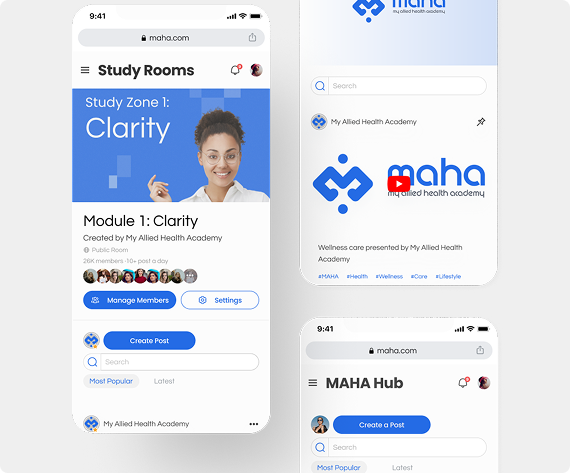 9:41
maha.com
Study Rooms
Study Zone 1:
Clarity
Module 1: Clarity
Created by My Allied Health Academy
Public Room
26K members -10+ post a day
Manage Members
Settings
Create Post
Search
Most Popular
Latest
My Allied Health Academy
maha
my allied health academy
Search
My Allied Health Academy
maha
my allied health academy
Wellness care presented by My Allied Health
Academy
#MAHA #Health #Wellness #Care #Lifestyle
9:41
maha.com
MAHA Hub
Create a Post
Search
Most Popular
Latest